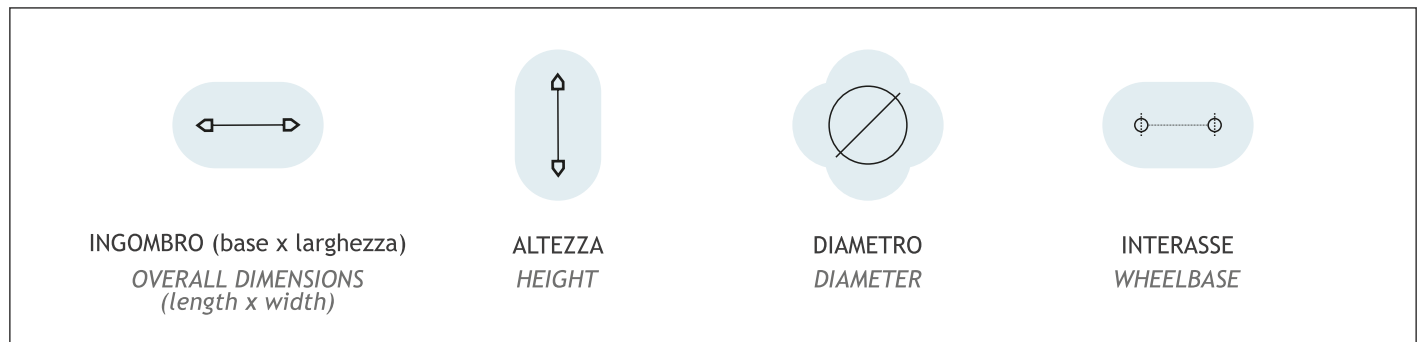 INGOMBRO (base x larghezza)
OVERALL DIMENSIONS
(length x width)
ALTEZZA
HEIGHT
DIAMETRO
DIAMETER
INTERASSE
WHEELBASE